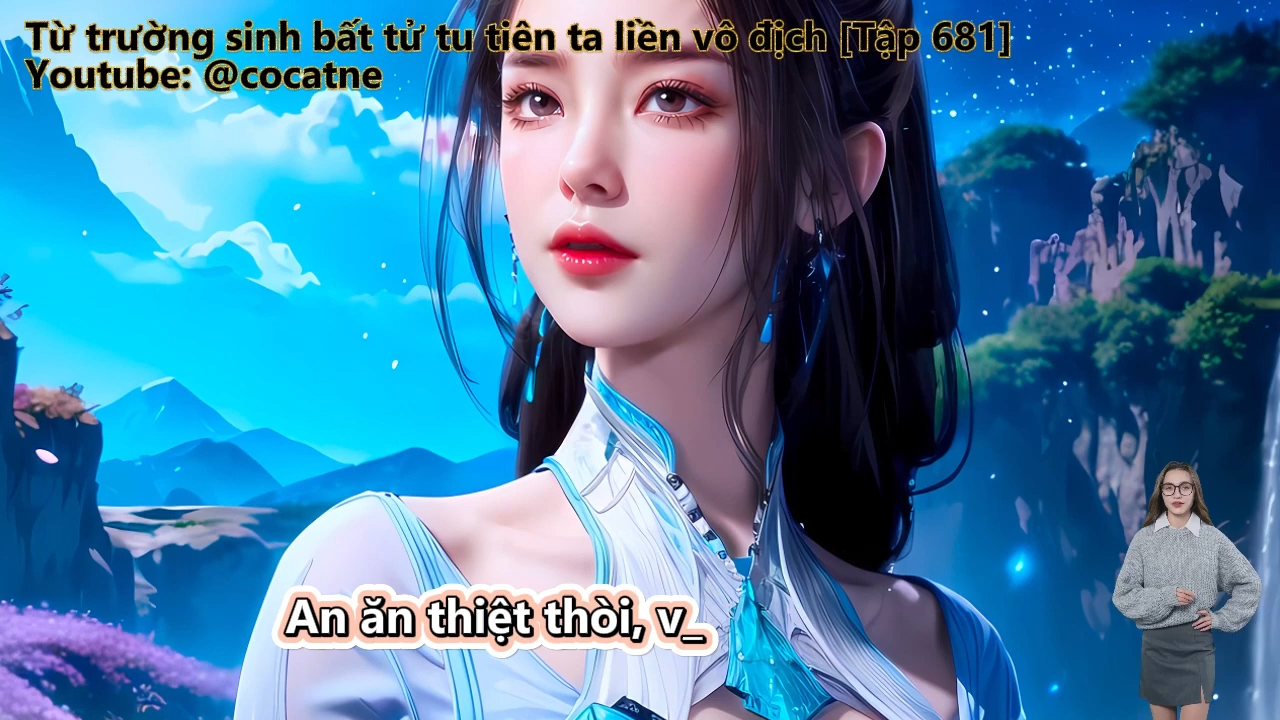 Từ trường sinh bất tử tu tiên ta liền vô địch [Tập 681]
Youtube: @cocatne
An ăn thiệt thòi, v_